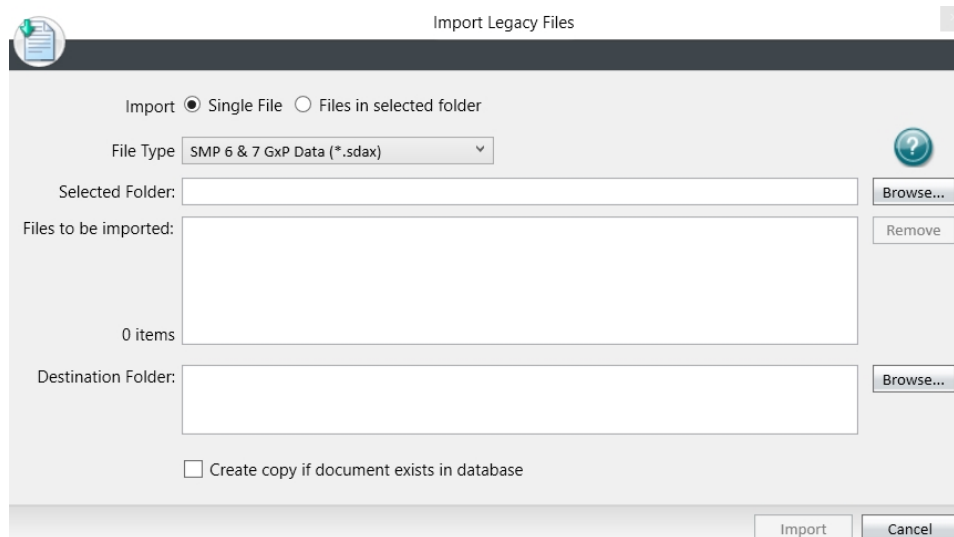 Import Legacy Files
Import Single File Files in selected folder
File Type SMP 6 & 7 GxP Data (*.sdax)
?
Selected Folder: Browse...
Files to be imported: Remove
0 items
Destination Folder: Browse...
Create copy if document exists in database
Import Cancel